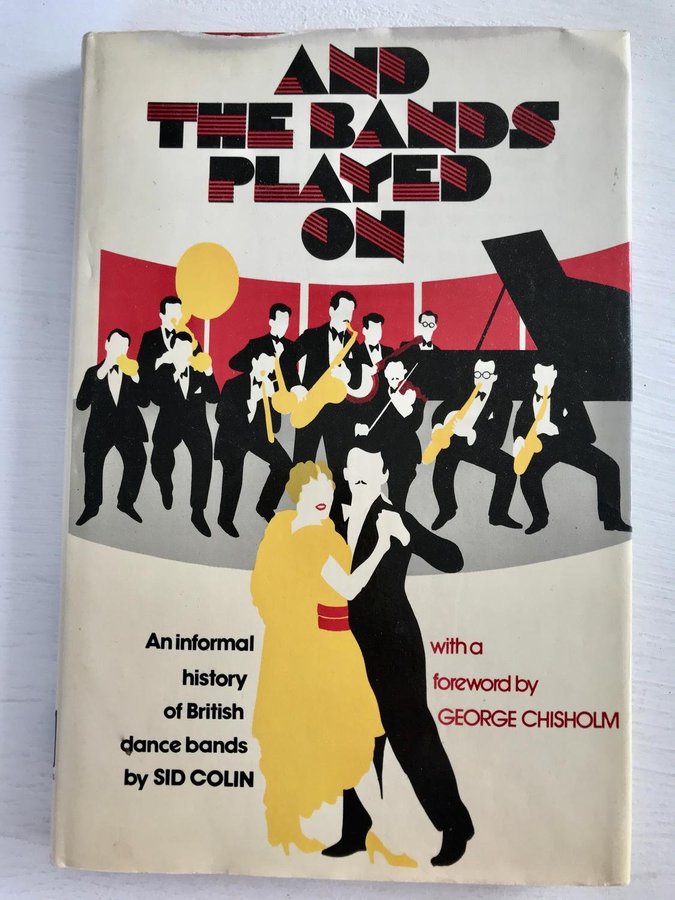 AND
THE BANDS
PLAYED
ON
An informal
history
of British
dance bands
by SID COLIN
with a
foreword by
GEORGE CHISHOLM